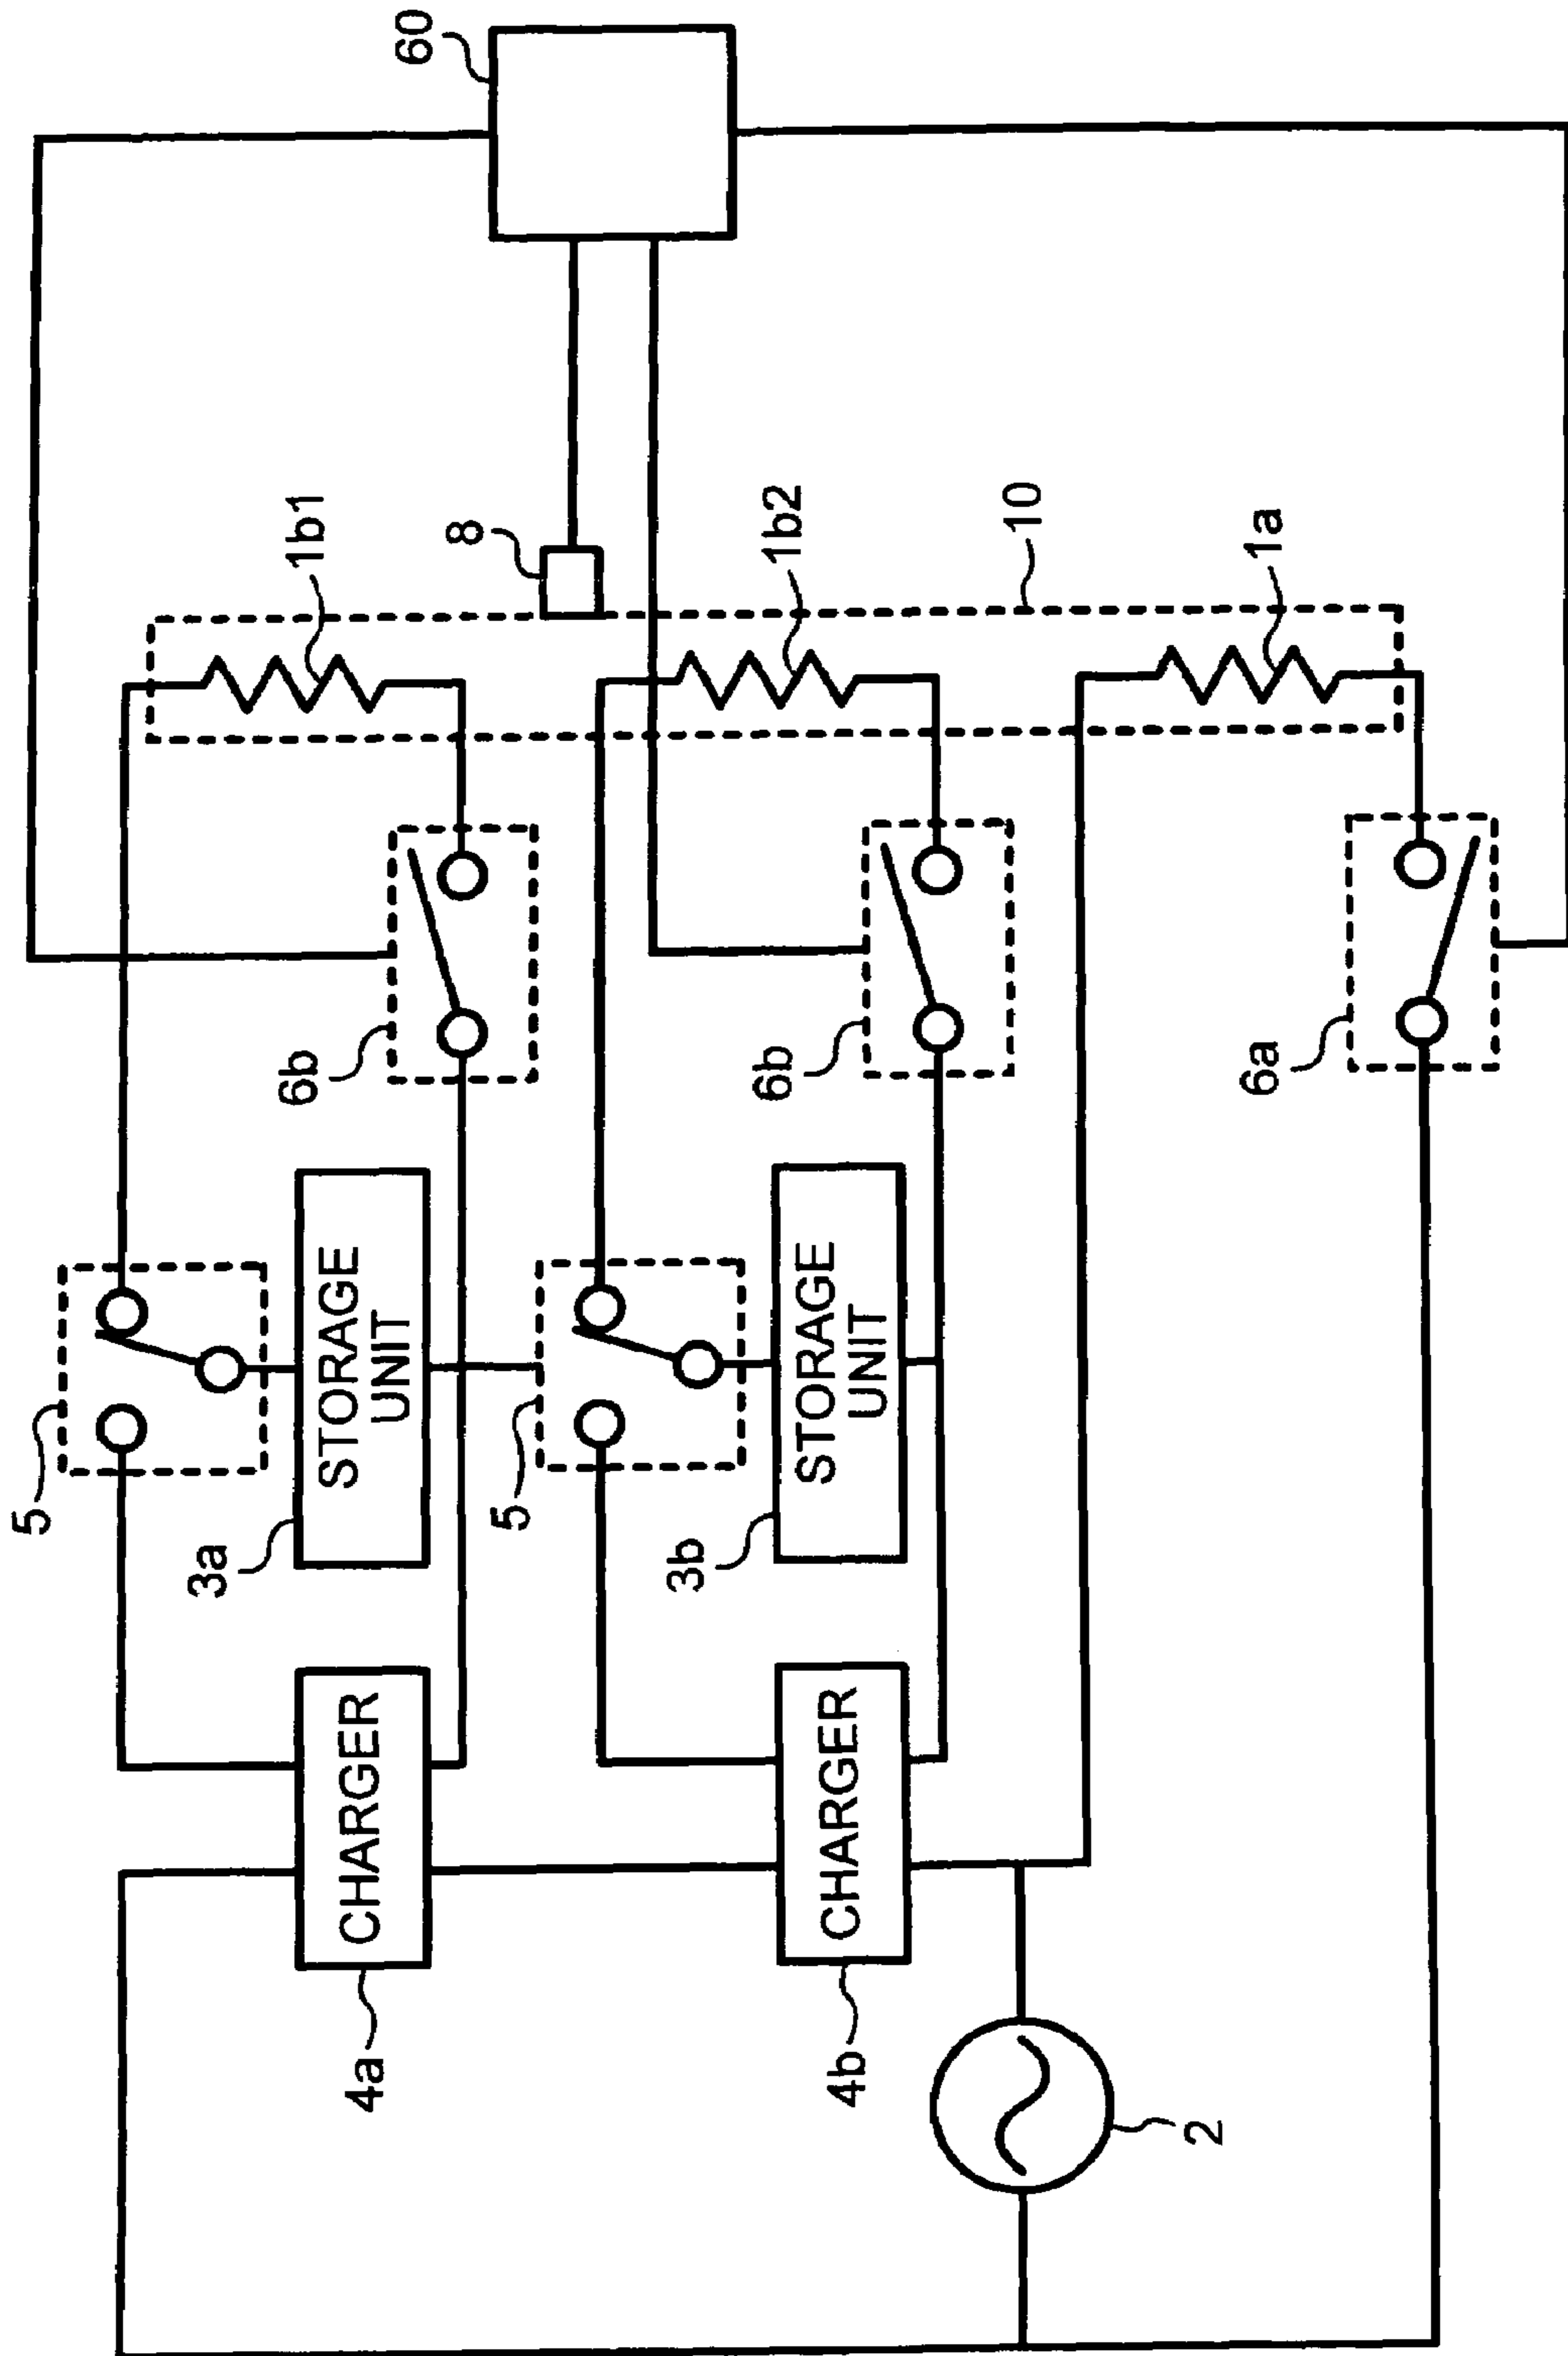 5
3a
6b
1b1
4a
CHARGER
STORAGE
UNIT
60
8
5
3b
6b
1b2
4b
CHARGER
STORAGE
UNIT
10
2
6a
1a